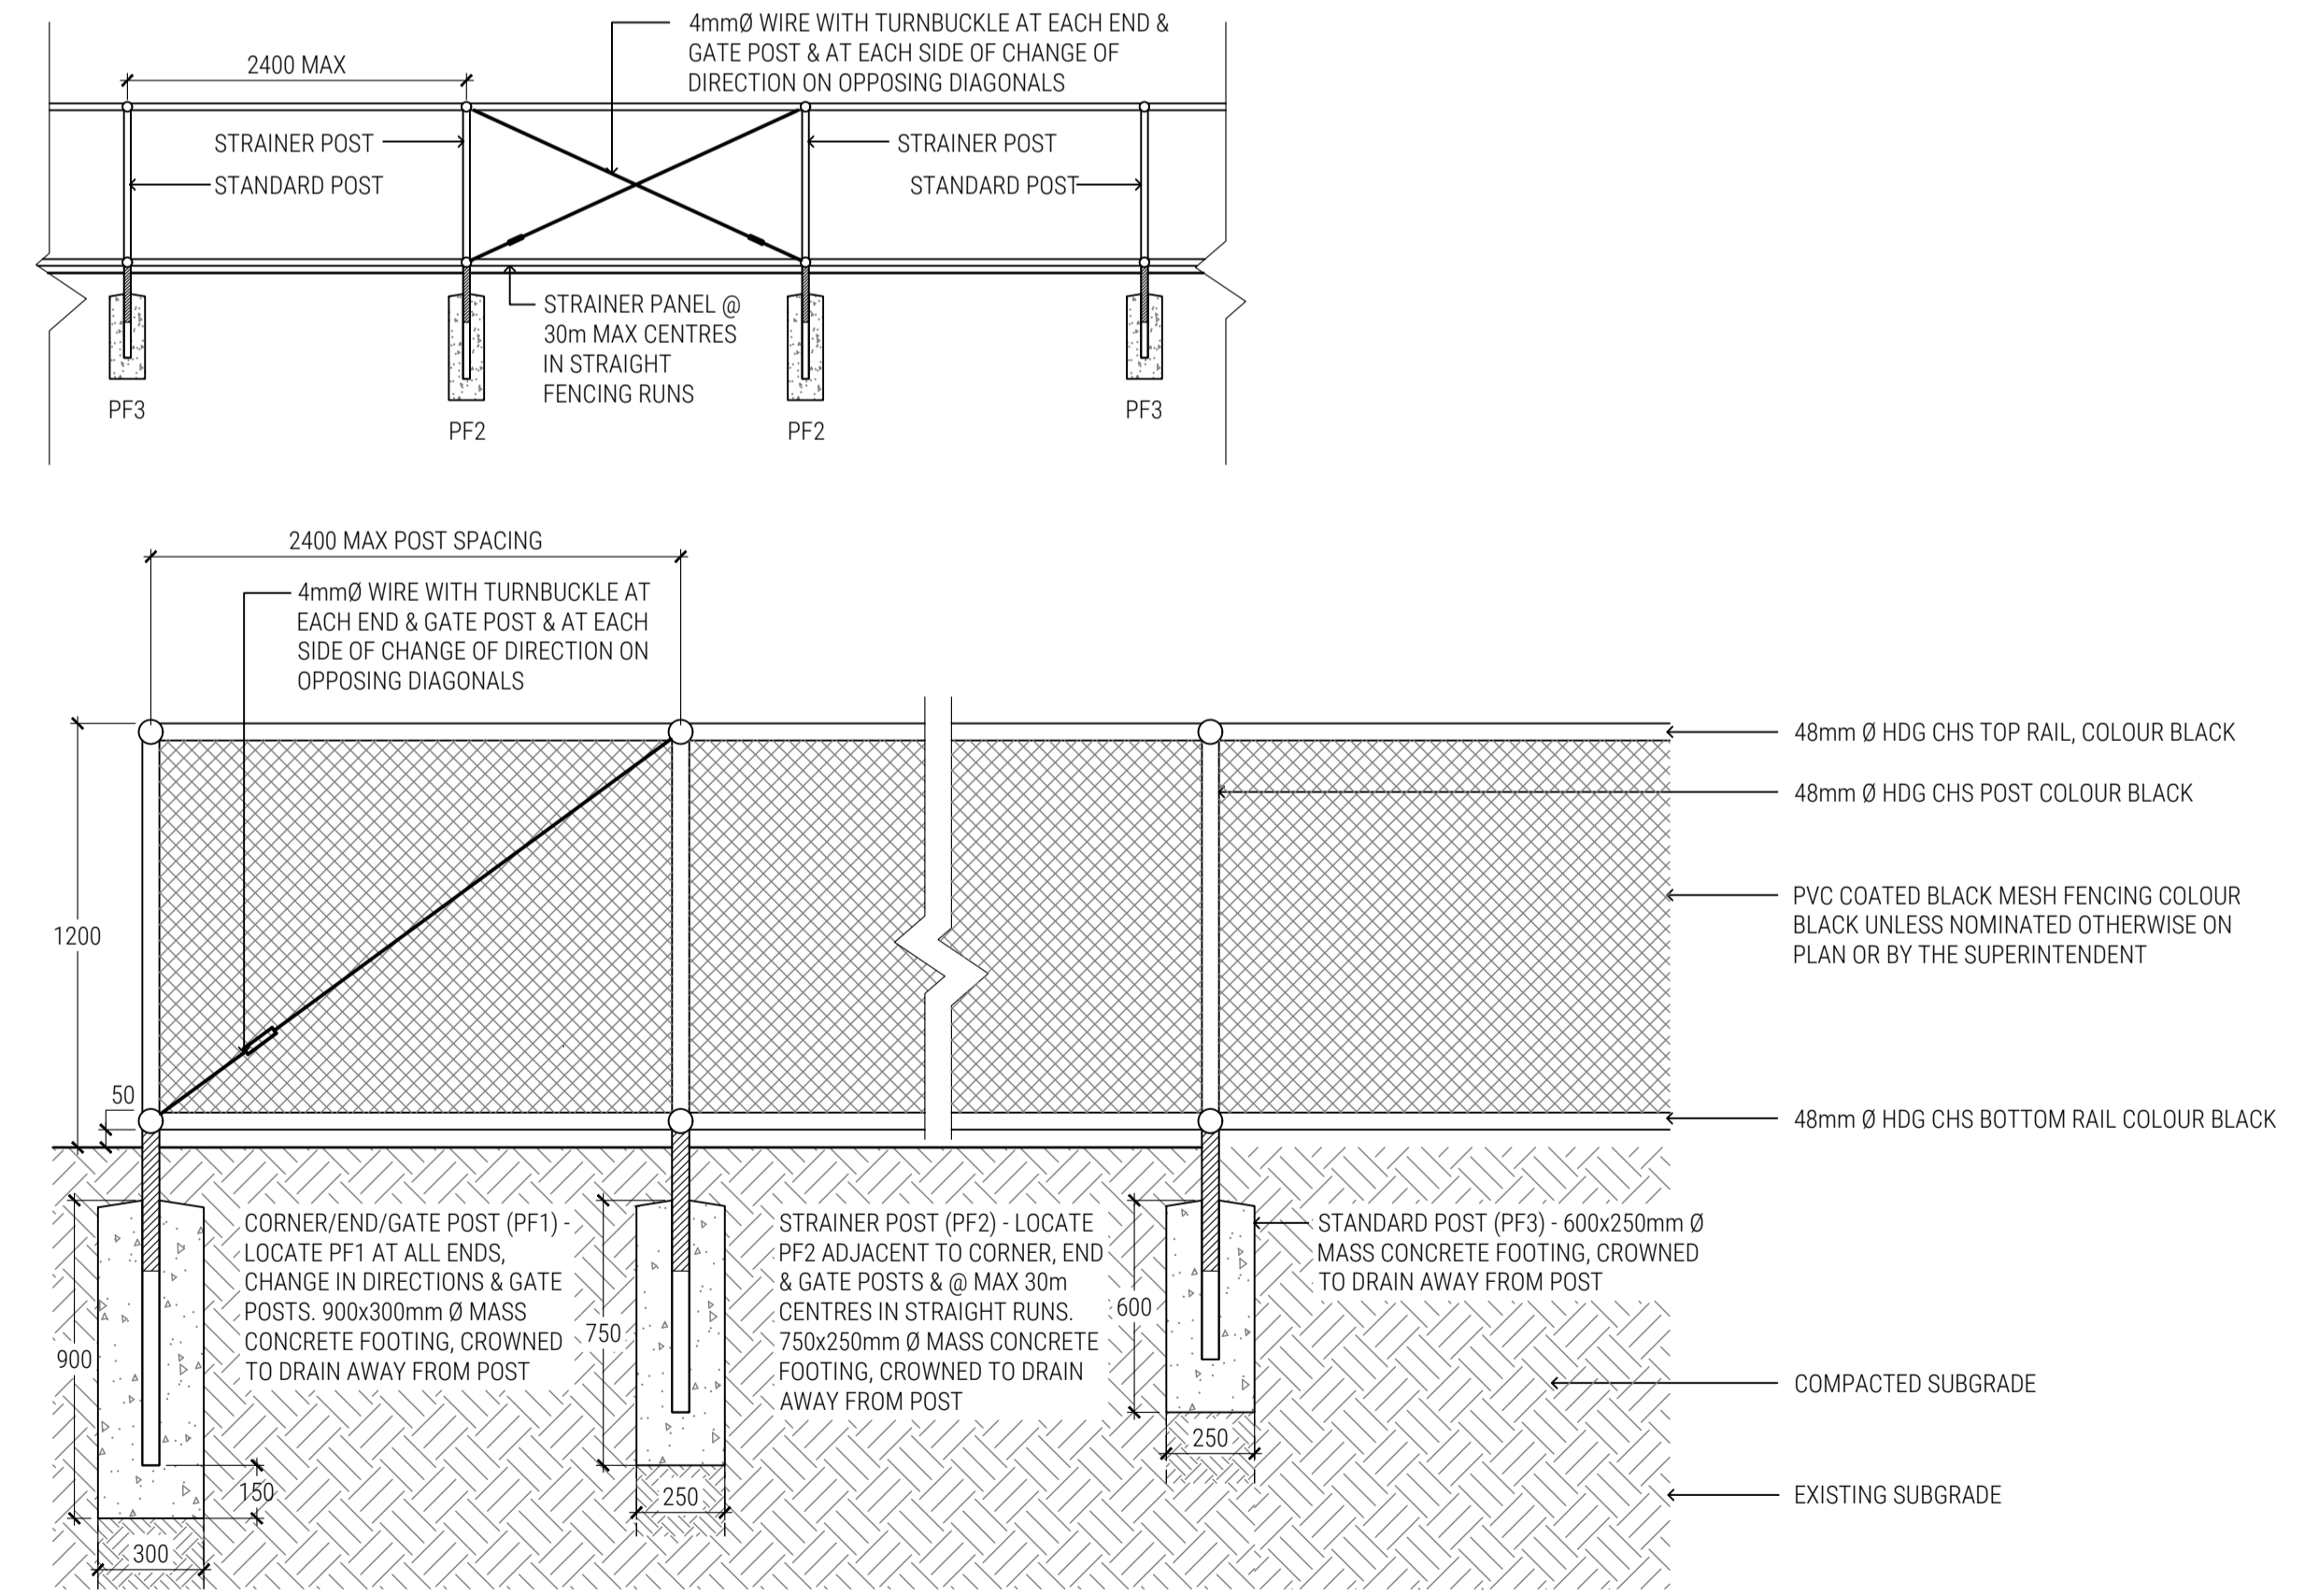 4mmØ WIRE WITH TURNBUCKLE AT EACH END &
GATE POST & AT EACH SIDE OF CHANGE OF
DIRECTION ON OPPOSING DIAGONALS
2400 MAX
STRAINER POST
STRAINER POST
STANDARD POST
STANDARD POST
STRAINER PANEL @
30m MAX CENTRES
IN STRAIGHT
FENCING RUNS
PF3
PF2
PF2
PF3
2400 MAX POST SPACING
4mmØ WIRE WITH TURNBUCKLE AT
EACH END & GATE POST & AT EACH
SIDE OF CHANGE OF DIRECTION ON
OPPOSING DIAGONALS
48mm Ø HDG CHS TOP RAIL, COLOUR BLACK
48mm Ø HDG CHS POST COLOUR BLACK
PVC COATED BLACK MESH FENCING COLOUR
BLACK UNLESS NOMINATED OTHERWISE ON
PLAN OR BY THE SUPERINTENDENT
1200
50
48mm Ø HDG CHS BOTTOM RAIL COLOUR BLACK
CORNER/END/GATE POST (PF1) -
LOCATE PF1 AT ALL ENDS,
CHANGE IN DIRECTIONS & GATE
POSTS. 900x300mm Ø MASS
CONCRETE FOOTING, CROWNED
TO DRAIN AWAY FROM POST
STRAINER POST (PF2) - LOCATE
PF2 ADJACENT TO CORNER, END
& GATE POSTS & @ MAX 30m
CENTRES IN STRAIGHT RUNS.
750x250mm Ø MASS CONCRETE
FOOTING, CROWNED TO DRAIN
AWAY FROM POST
STANDARD POST (PF3) - 600x250mm Ø
MASS CONCRETE FOOTING, CROWNED
TO DRAIN AWAY FROM POST
900
750
600
COMPACTED SUBGRADE
150
250
250
EXISTING SUBGRADE
300